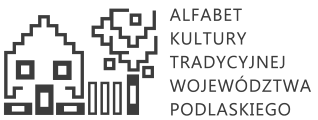 ALFABET
KULTURY
TRADYCYJNEJ
WOJEWÓDZTWA
PODLASKIEGO